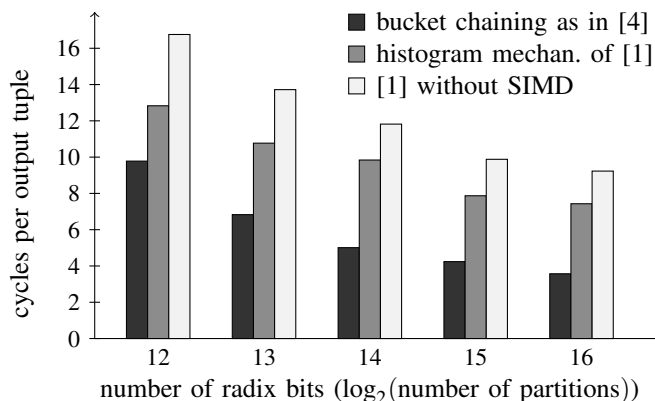 bucket chaining as in [4]
histogram mechan. of [1]
[1] without SIMD
cycles per output tuple
16
14
12
10
8
6
4
2
0
12 13 14 15 16
number of radix bits (log₂(number of partitions))